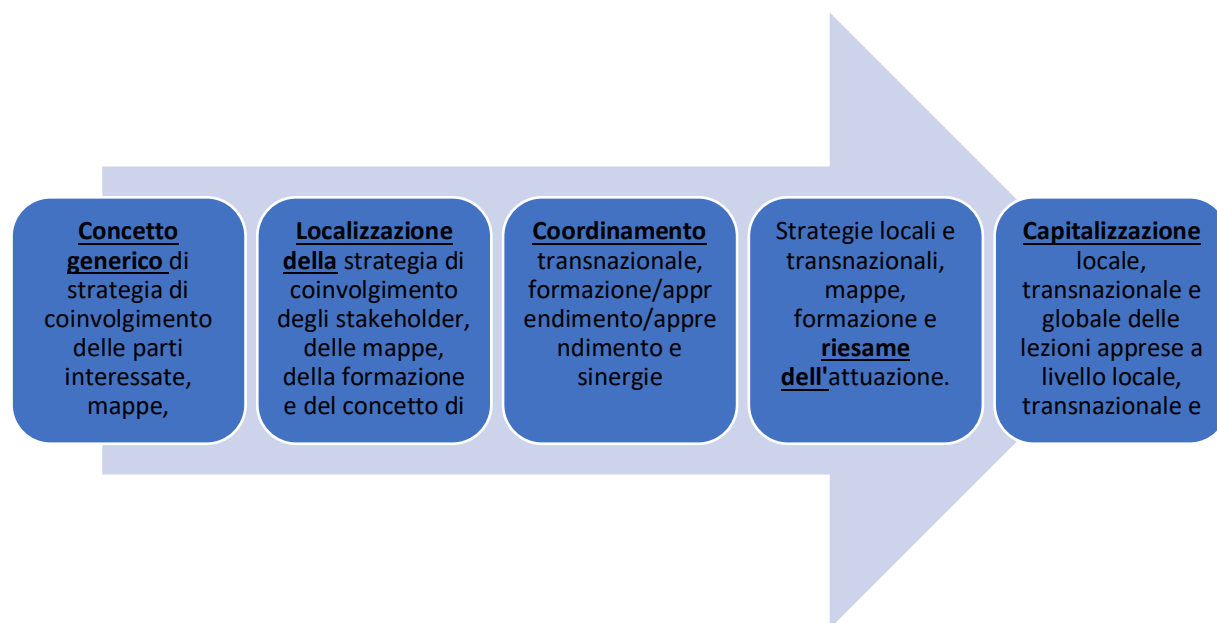 Concetto
generico di
strategia di
coinvolgimento
delle parti
interessate,
mappe,
Localizzazione
della strategia di
coinvolgimento
degli stakeholder,
delle mappe,
della formazione
e del concetto di
Coordinamento
transnazionale,
formazione/appr
endimento/appre
ndimento e
sinergie
Strategie locali e
transnazionali,
mappe,
formazione e
riesame
dell'attuazione.
Capitalizzazione
locale,
transnazionale e
globale delle
lezioni apprese a
livello locale,
transnazionale e